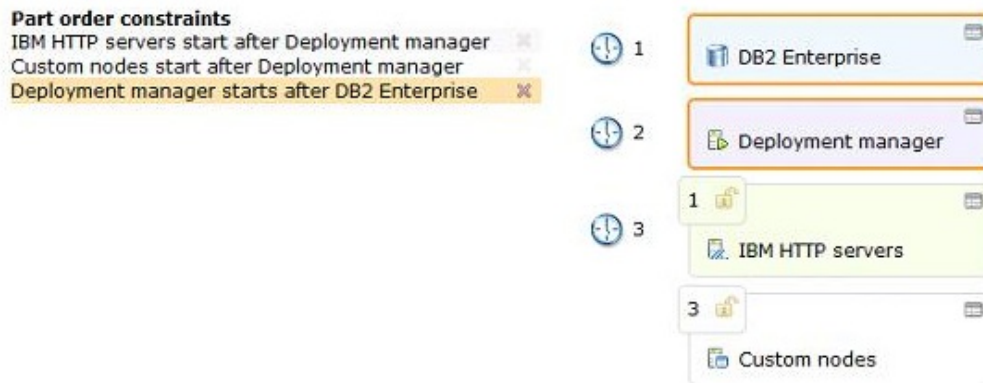 Part order constraints
IBM HTTP servers start after Deployment manager
Custom nodes start after Deployment manager
Deployment manager starts after DB2 Enterprise
1
DB2 Enterprise
2
Deployment manager
3
1
IBM HTTP servers
3
Custom nodes